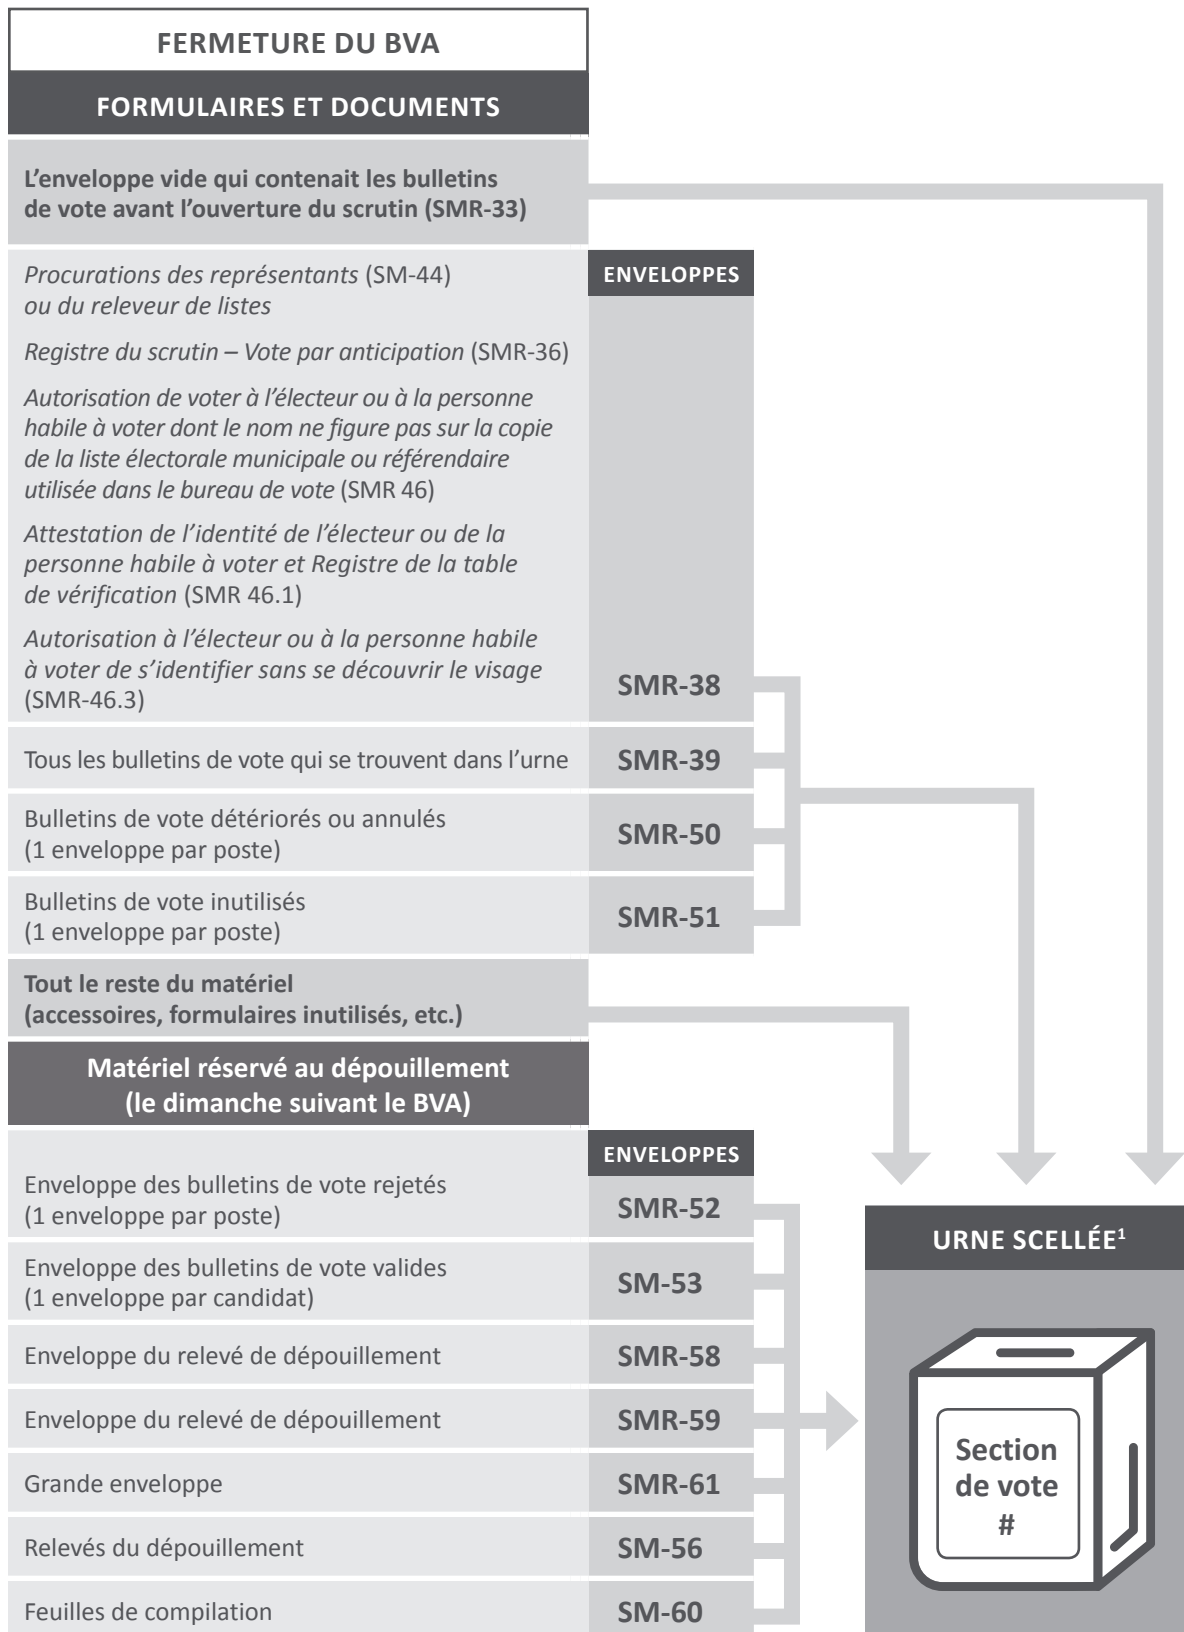 FERMETURE DU BVA
FORMULAIRES ET DOCUMENTS
L’enveloppe vide qui contenait les bulletins
de vote avant l’ouverture du scrutin (SMR-33)
ENVELOPPES
Procurations des représentants (SM-44)
ou du releveur de listes
Registre du scrutin – Vote par anticipation (SMR-36)
Autorisation de voter à l’électeur ou à la personne
habile à voter dont le nom ne figure pas sur la copie
de la liste électorale municipale ou référendaire
utilisée dans le bureau de vote (SMR 46)
Attestation de l’identité de l’électeur ou de la
personne habile à voter et Registre de la table
de vérification (SMR 46.1)
Autorisation à l’électeur ou à la personne habile
à voter de s’identifier sans se découvrir le visage
(SMR-46.3)
SMR-38
Tous les bulletins de vote qui se trouvent dans l’urne
SMR-39
Bulletins de vote détériorés ou annulés
(1 enveloppe par poste)
SMR-50
Bulletins de vote inutilisés
(1 enveloppe par poste)
SMR-51
Tout le reste du matériel
(accessoires, formulaires inutilisés, etc.)
Matériel réservé au dépouillement
(le dimanche suivant le BVA)
ENVELOPPES
Enveloppe des bulletins de vote rejetés
(1 enveloppe par poste)
SMR-52
Enveloppe des bulletins de vote valides
(1 enveloppe par candidat)
SM-53
Enveloppe du relevé de dépouillement
SMR-58
Enveloppe du relevé de dépouillement
SMR-59
Grande enveloppe
SMR-61
Relevés du dépouillement
SM-56
Feuilles de compilation
SM-60
URNE SCELLÉE¹
Section
de vote
#